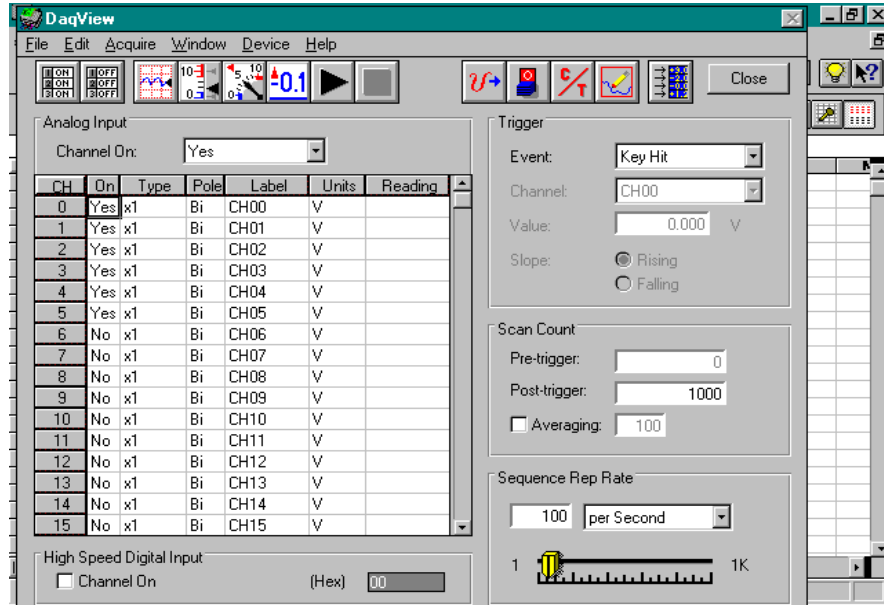 DaqView
File Edit Acquire Window Device Help
1 ON
2 ON
3 ON
1 OFF
2 OFF
3 OFF
10
0
5 10
0
+0.1
C/T
Close
Analog Input
Channel On: Yes
CH On Type Pole Label Units Reading
0 Yes x1 Bi CH00 V
1 Yes x1 Bi CH01 V
2 Yes x1 Bi CH02 V
3 Yes x1 Bi CH03 V
4 Yes x1 Bi CH04 V
5 Yes x1 Bi CH05 V
6 No x1 Bi CH06 V
7 No x1 Bi CH07 V
8 No x1 Bi CH08 V
9 No x1 Bi CH09 V
10 No x1 Bi CH10 V
11 No x1 Bi CH11 V
12 No x1 Bi CH12 V
13 No x1 Bi CH13 V
14 No x1 Bi CH14 V
15 No x1 Bi CH15 V
High Speed Digital Input
Channel On (Hex) 00
Trigger
Event: Key Hit
Channel: CH00
Value: 0.000 V
Slope: Rising
Falling
Scan Count
Pre-trigger: 0
Post-trigger: 1000
Averaging: 100
Sequence Rep Rate
100 per Second
1 1K